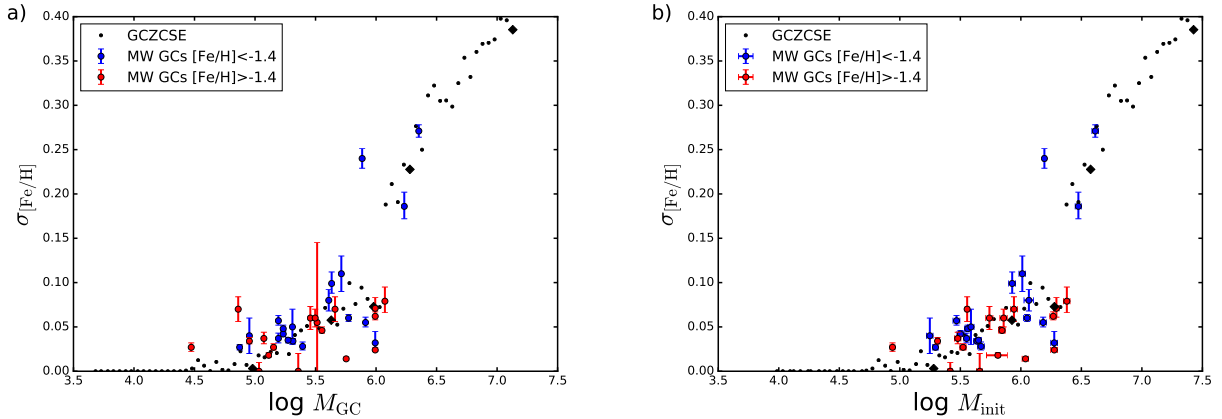 a)
GCZCSE
MW GCs [Fe/H]<-1.4
MW GCs [Fe/H]>-1.4
σ[Fe/H]
0.40
0.35
0.30
0.25
0.20
0.15
0.10
0.05
0.00
3.5 4.0 4.5 5.0 5.5 6.0 6.5 7.0 7.5
log MGC
b)
GCZCSE
MW GCs [Fe/H]<-1.4
MW GCs [Fe/H]>-1.4
σ[Fe/H]
0.40
0.35
0.30
0.25
0.20
0.15
0.10
0.05
0.00
3.5 4.0 4.5 5.0 5.5 6.0 6.5 7.0 7.5
log Minit